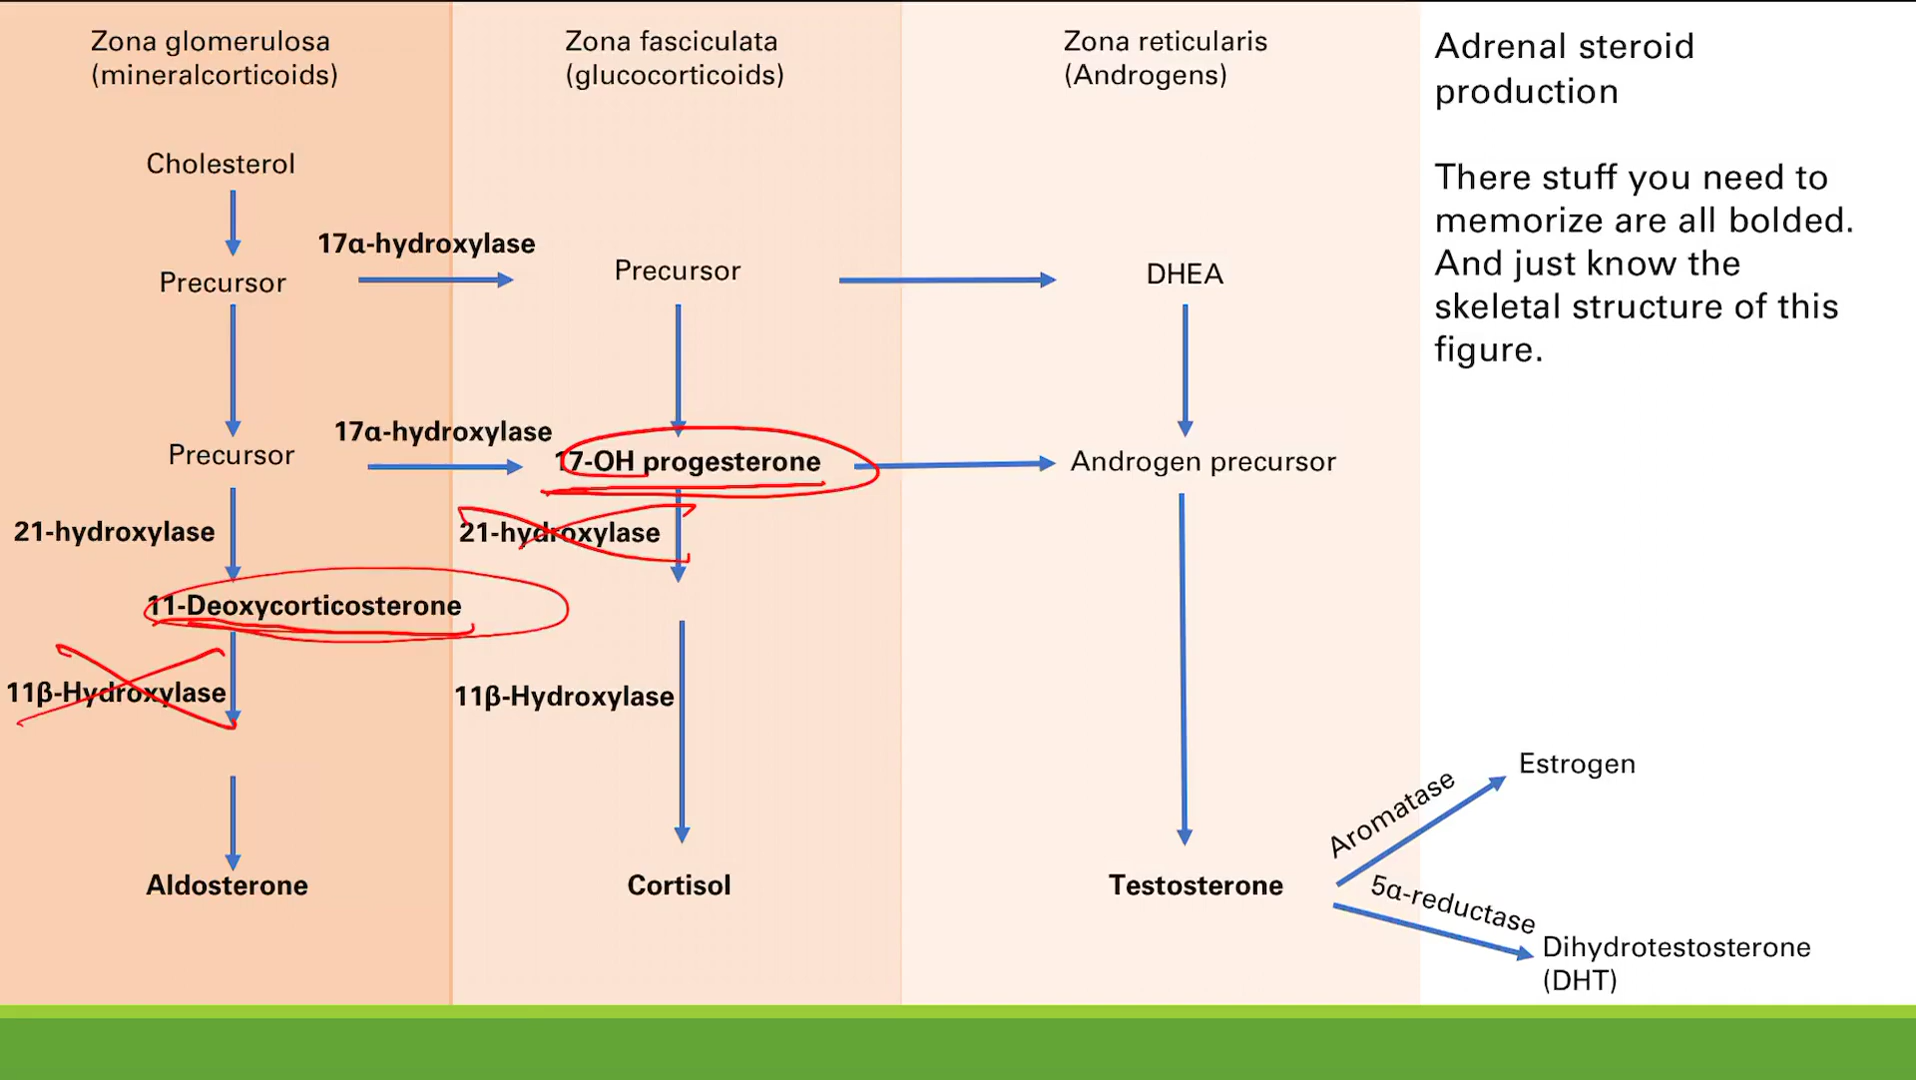 Zona glomerulosa
(mineralcorticoids)
Zona fasciculata
(glucocorticoids)
Zona reticularis
(Androgens)
Adrenal steroid
production
There stuff you need to
memorize are all bolded.
And just know the
skeletal structure of this
figure.
Cholesterol
17α-hydroxylase
Precursor
Precursor
DHEA
17α-hydroxylase
Precursor
17-OH progesterone
Androgen precursor
21-hydroxylase
21-hydroxylase
11-Deoxycorticosterone
11β-Hydroxylase
11β-Hydroxylase
Aldosterone
Cortisol
Testosterone
Aromatase
Estrogen
5α-reductase
Dihydrotestosterone
(DHT)